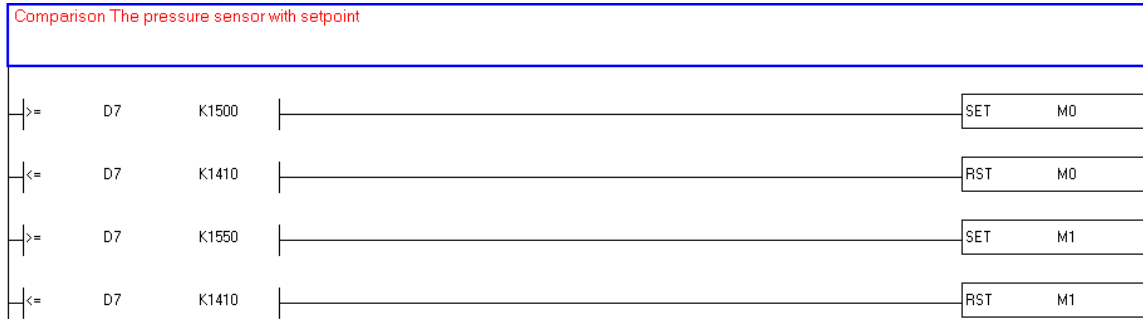 Comparison The pressure sensor with setpoint
>= D7 K1500 SET M0
<= D7 K1410 RST M0
>= D7 K1550 SET M1
<= D7 K1410 RST M1